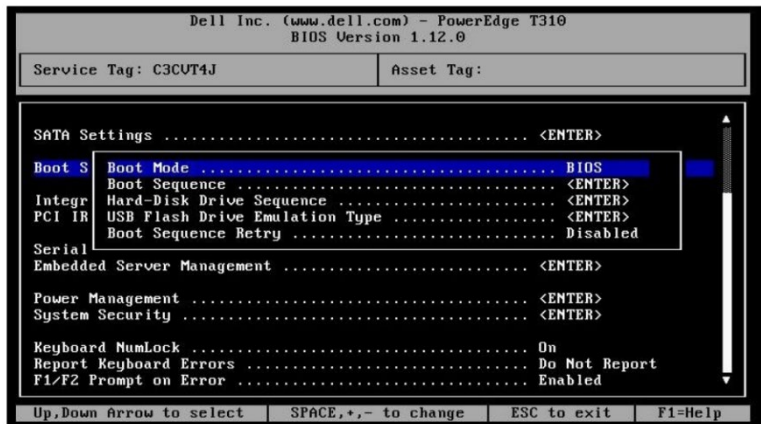 Dell Inc. (www.dell.com) - PowerEdge T310
BIOS Version 1.12.0
Service Tag: C3CVT4J
Asset Tag:
SATA Settings ........................................ <ENTER>
Boot S
Boot Mode ....................................... BIOS
Boot Sequence ................................... <ENTER>
Integr
Hard-Disk Drive Sequence ........................ <ENTER>
PCI IR
USB Flash Drive Emulation Type .................. <ENTER>
Boot Sequence Retry ............................. Disabled
Serial
Embedded Server Management ........................... <ENTER>
Power Management ..................................... <ENTER>
System Security ...................................... <ENTER>
Keyboard NumLock ..................................... On
Report Keyboard Errors ............................... Do Not Report
F1/F2 Prompt on Error ................................ Enabled
Up,Down Arrow to select
SPACE,+,- to change
ESC to exit
F1=Help